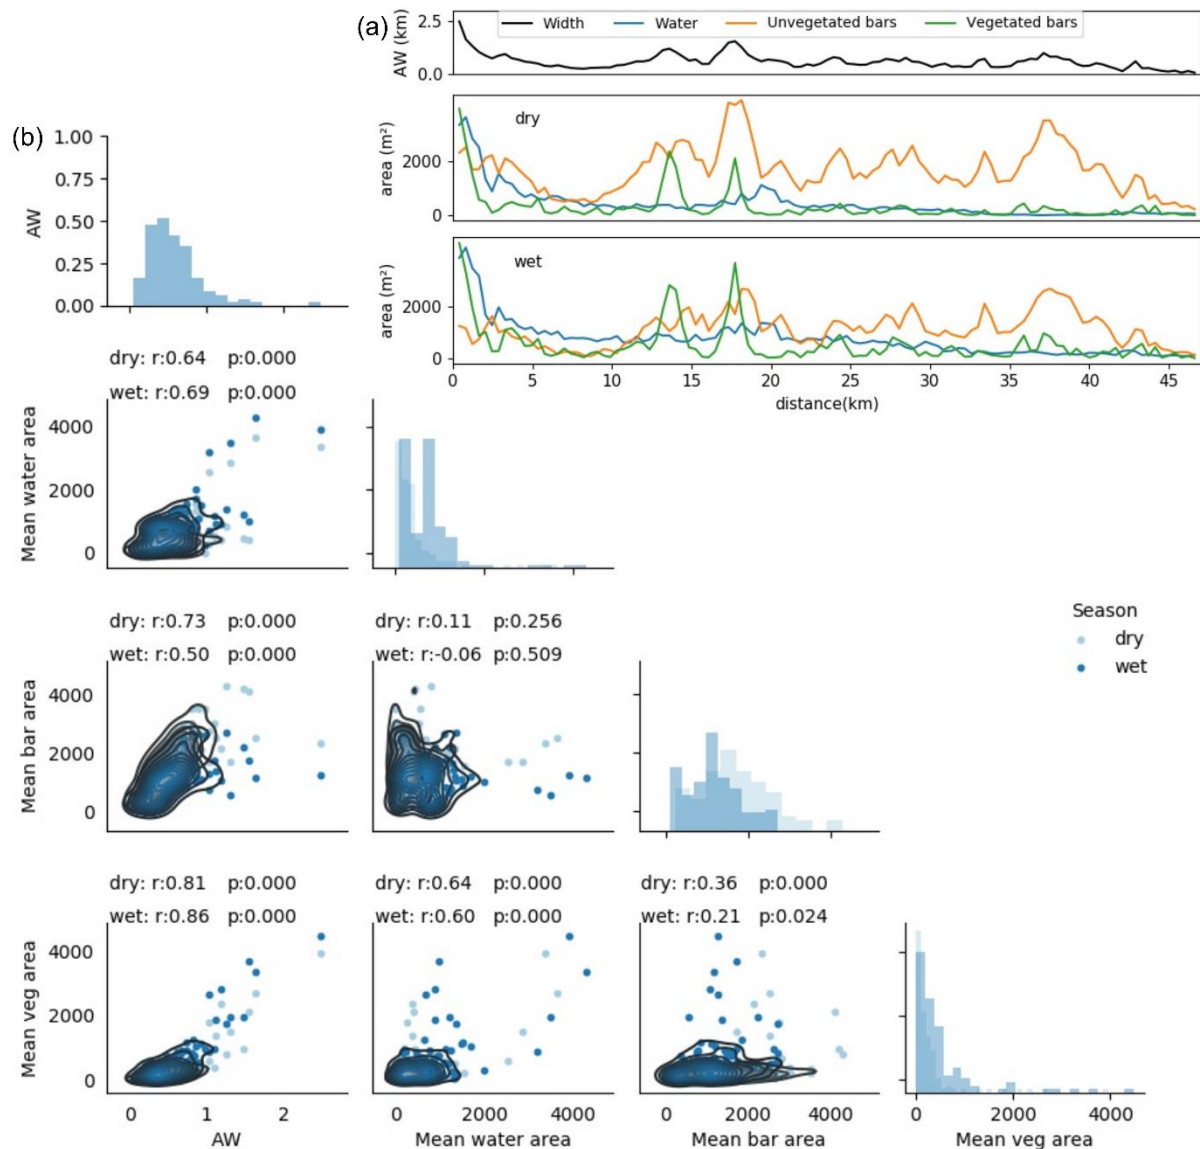 (a)
Width Water Unvegetated bars Vegetated bars
AW (km)
2.5
0.0
dry
area (m²)
2000
0
wet
area (m²)
2000
0
0 5 10 15 20 25 30 35 40 45
distance(km)
(b)
AW
1.00
0.75
0.50
0.25
0.00
dry: r:0.64 p:0.000
wet: r:0.69 p:0.000
Mean water area
4000
2000
0
dry: r:0.73 p:0.000 dry: r:0.11 p:0.256
wet: r:0.50 p:0.000 wet: r:-0.06 p:0.509
Mean bar area
4000
2000
0
Season
dry
wet
dry: r:0.81 p:0.000 dry: r:0.64 p:0.000 dry: r:0.36 p:0.000
wet: r:0.86 p:0.000 wet: r:0.60 p:0.000 wet: r:0.21 p:0.024
Mean veg area
4000
2000
0
0 1 2 0 2000 4000 0 2000 4000 0 2000 4000
AW Mean water area Mean bar area Mean veg area